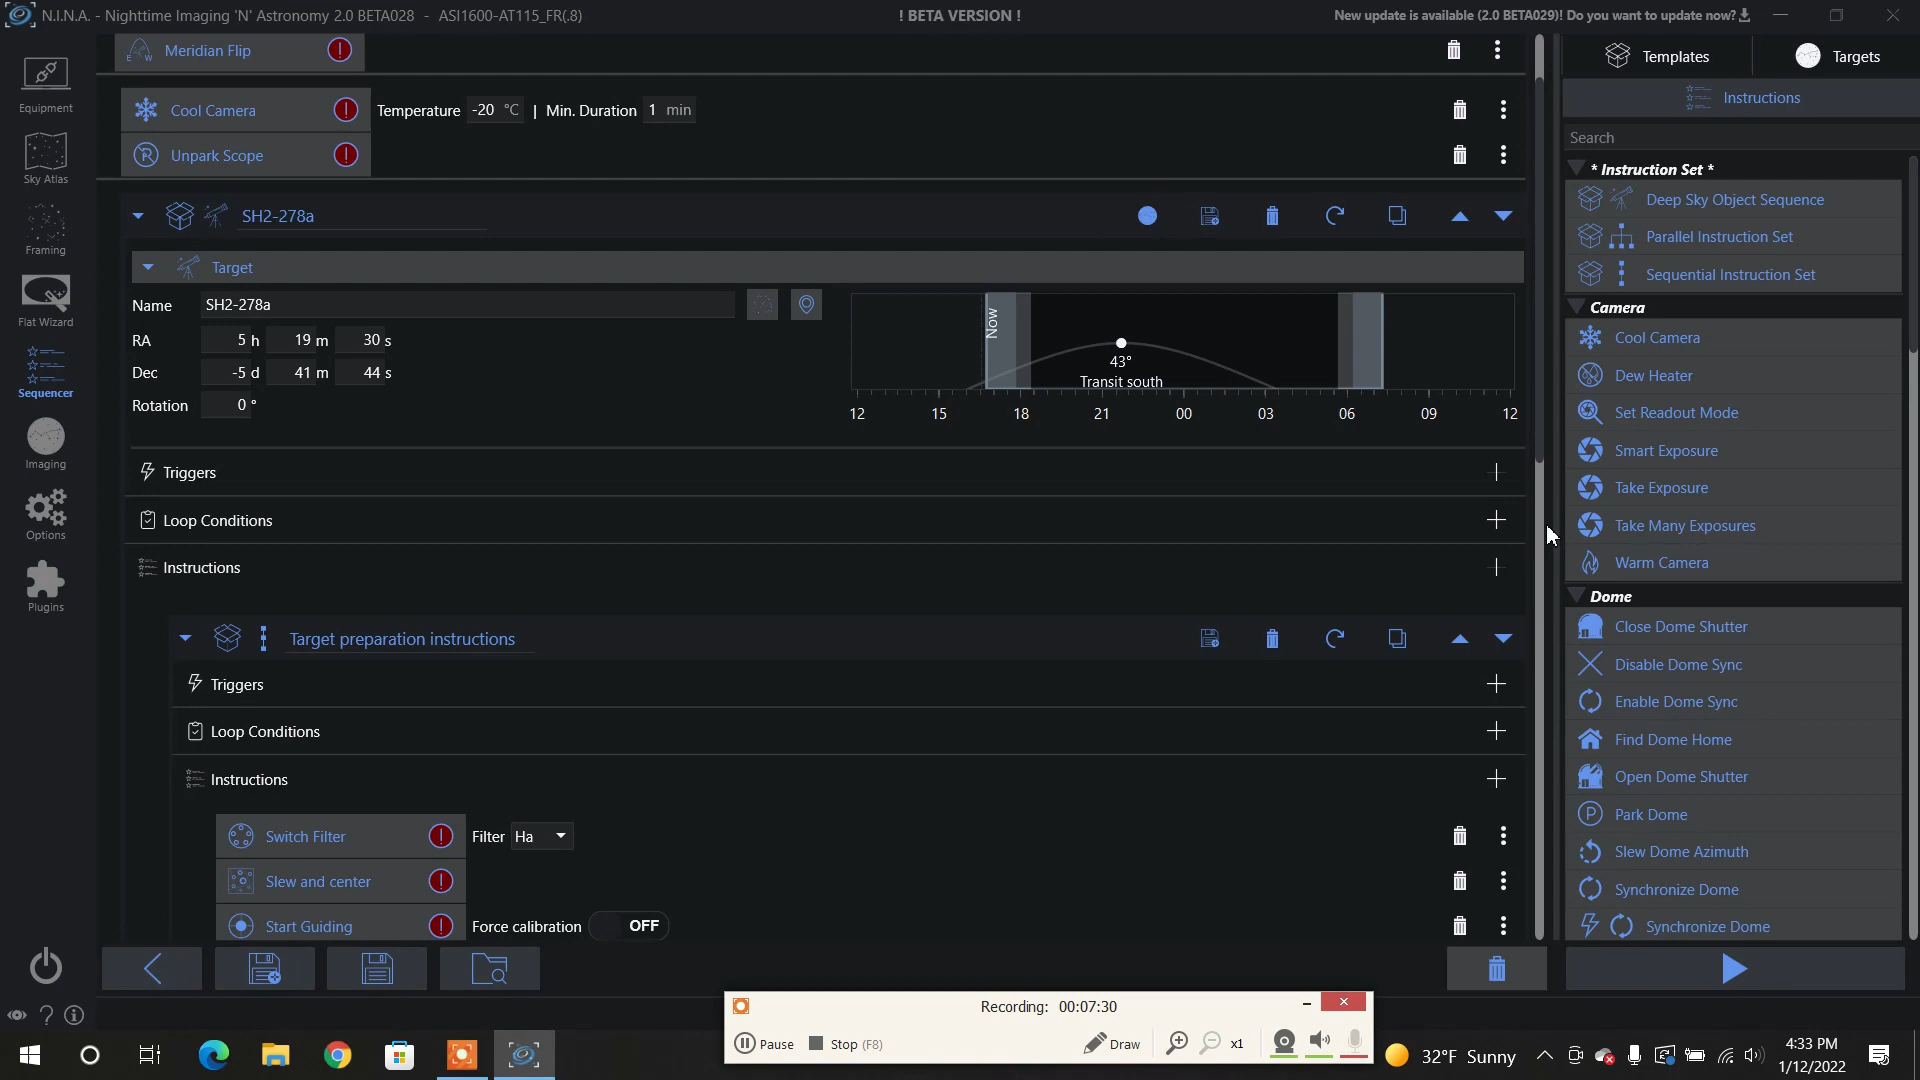 N.I.N.A. - Nighttime Imaging 'N' Astronomy 2.0 BETA028 - ASI1600-AT115_FR(.8)
! BETA VERSION !
New update is available (2.0 BETA029)! Do you want to update now?
Equipment
Sky Atlas
Framing
Flat Wizard
Sequencer
Imaging
Options
Plugins
Meridian Flip
Cool Camera
Temperature -20 °C | Min. Duration 1 min
Unpark Scope
SH2-278a
Target
Name SH2-278a
RA 5 h 19 m 30 s
Dec -5 d 41 m 44 s
Rotation 0 °
Now
43°
Transit south
12 15 18 21 00 03 06 09 12
Triggers
Loop Conditions
Instructions
Target preparation instructions
Triggers
Loop Conditions
Instructions
Switch Filter
Filter Ha
Slew and center
Start Guiding
Force calibration OFF
Templates
Targets
Instructions
Search
* Instruction Set *
Deep Sky Object Sequence
Parallel Instruction Set
Sequential Instruction Set
Camera
Cool Camera
Dew Heater
Set Readout Mode
Smart Exposure
Take Exposure
Take Many Exposures
Warm Camera
Dome
Close Dome Shutter
Disable Dome Sync
Enable Dome Sync
Find Dome Home
Open Dome Shutter
Park Dome
Slew Dome Azimuth
Synchronize Dome
Synchronize Dome
Recording: 00:07:30
Pause
Stop (F8)
Draw
x1
32°F Sunny
4:33 PM
1/12/2022